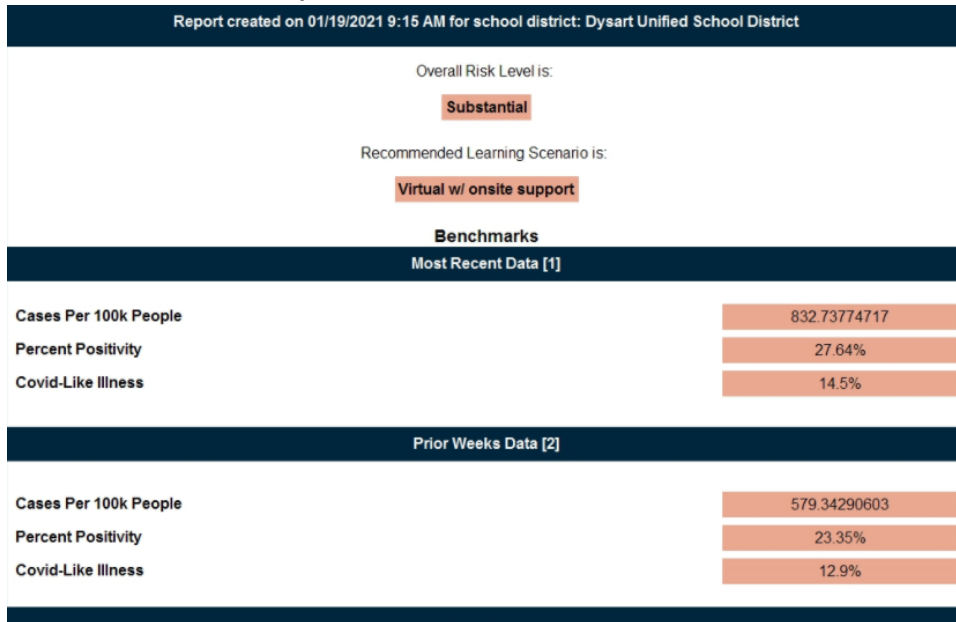 Report created on 01/19/2021 9:15 AM for school district: Dysart Unified School District
Overall Risk Level is:
Substantial
Recommended Learning Scenario is:
Virtual w/ onsite support
Benchmarks
Most Recent Data [1]
Cases Per 100k People 832.73774717
Percent Positivity 27.64%
Covid-Like Illness 14.5%
Prior Weeks Data [2]
Cases Per 100k People 579.34290603
Percent Positivity 23.35%
Covid-Like Illness 12.9%